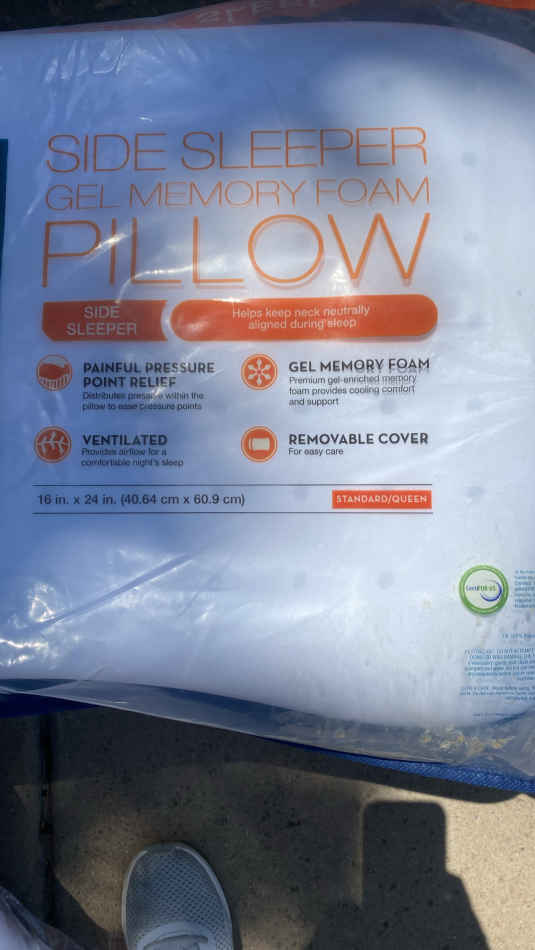 SIDE SLEEPER
GEL MEMORY FOAM
PILLOW
SIDE
SLEEPER
Helps keep neck neutrally
aligned during sleep
PAINFUL PRESSURE
POINT RELIEF
Distributes pressure within the
pillow to ease pressure points
GEL MEMORY FOAM
Premium gel-enriched memory
foam provides cooling comfort
and support
VENTILATED
Provides airflow for a
comfortable night's sleep
REMOVABLE COVER
For easy care
16 in. x 24 in. (40.64 cm x 60.9 cm)
STANDARD/QUEEN
CertiPUR-US